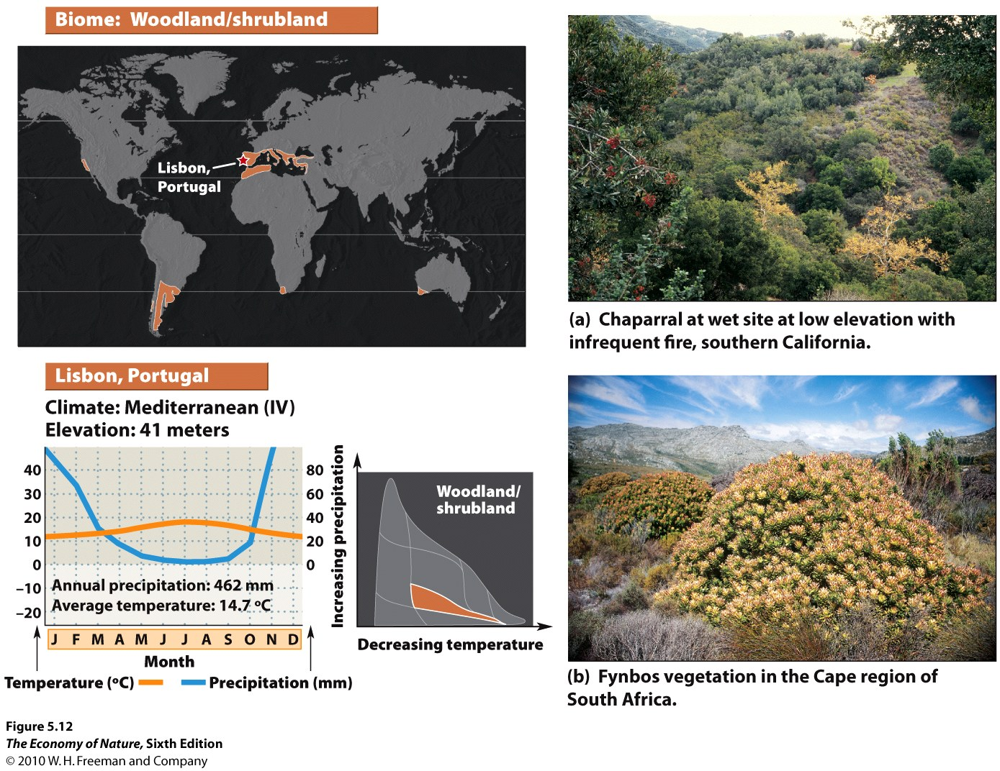 Biome: Woodland/shrubland
Lisbon,
Portugal
(a) Chaparral at wet site at low elevation with
infrequent fire, southern California.
Lisbon, Portugal
Climate: Mediterranean (IV)
Elevation: 41 meters
40
30
20
10
0
–10
–20
80
60
40
20
0
Annual precipitation: 462 mm
Average temperature: 14.7 ºC
J F M A M J J A S O N D
Month
Temperature (ºC)
Precipitation (mm)
Increasing precipitation
Woodland/
shrubland
Decreasing temperature
(b) Fynbos vegetation in the Cape region of
South Africa.
Figure 5.12
The Economy of Nature, Sixth Edition
© 2010 W. H. Freeman and Company